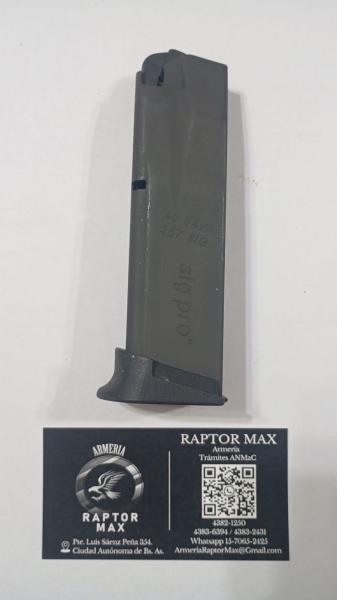 40 S&W
357 SIG
sig pro
ARMERIA
RAPTOR
MAX
Pte. Luis Sáenz Peña 354.
Ciudad Autónoma de Bs. As.
RAPTOR MAX
Armería
Trámites ANMaC
4382-1250
4383-6394 / 4383-2431
Whatsapp 15-7065-2425
ArmeriaRaptorMax@Gmail.com